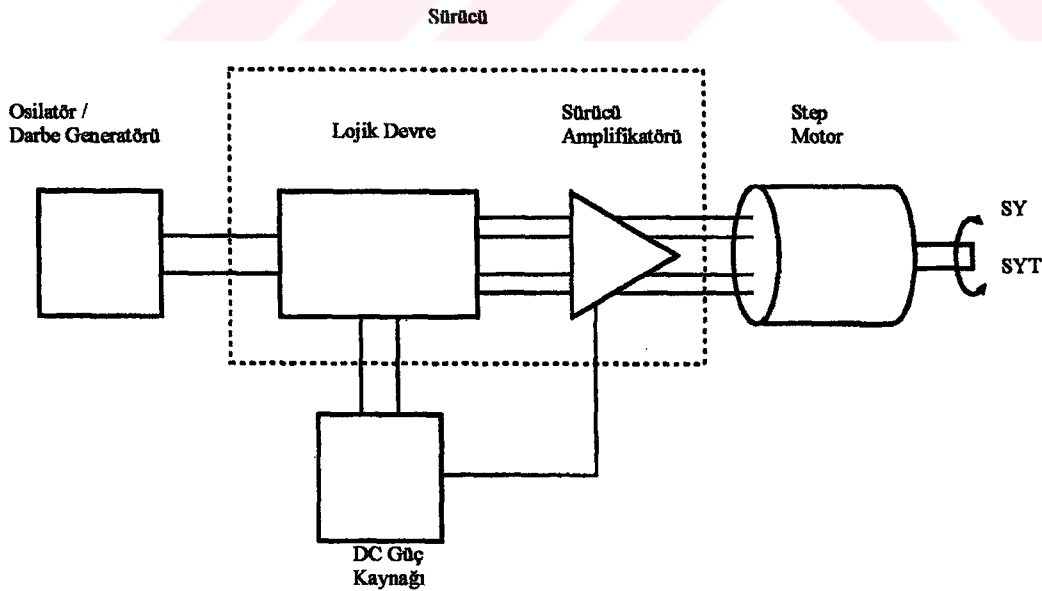 Sürücü
Osilatör /
Darbe Generatörü
Lojik Devre
Sürücü
Amplifikatörü
Step
Motor
SY
SYT
DC Güç
Kaynağı